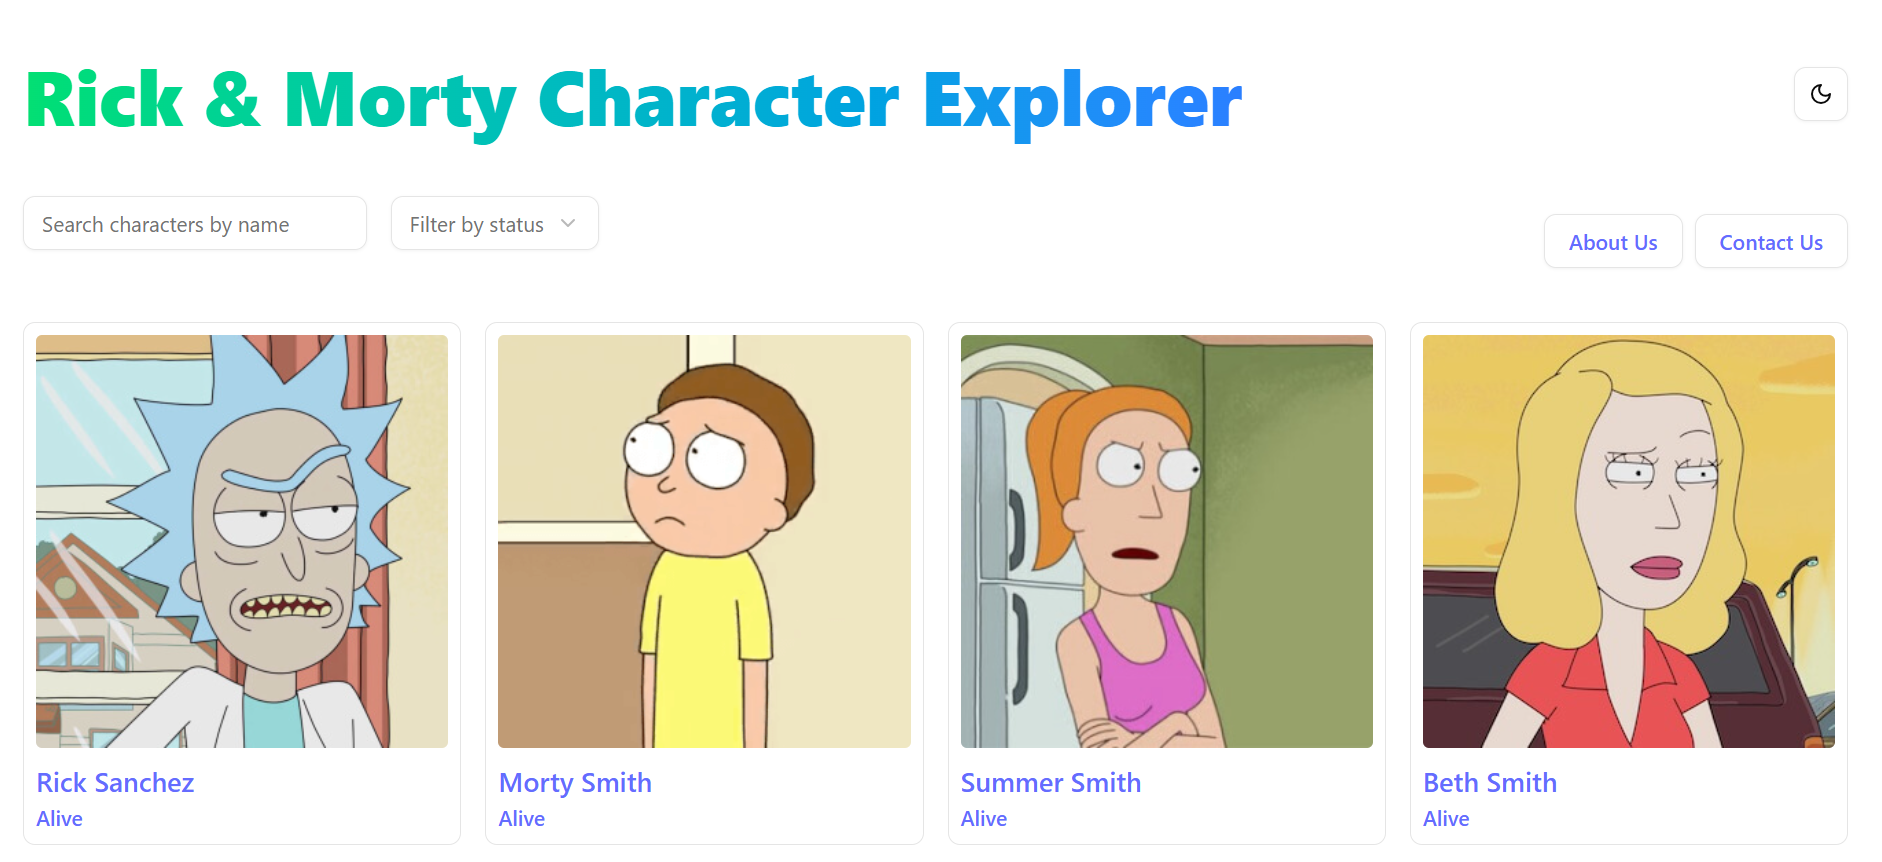 Rick & Morty Character Explorer
Search characters by name
Filter by status
About Us
Contact Us
Rick Sanchez
Alive
Morty Smith
Alive
Summer Smith
Alive
Beth Smith
Alive